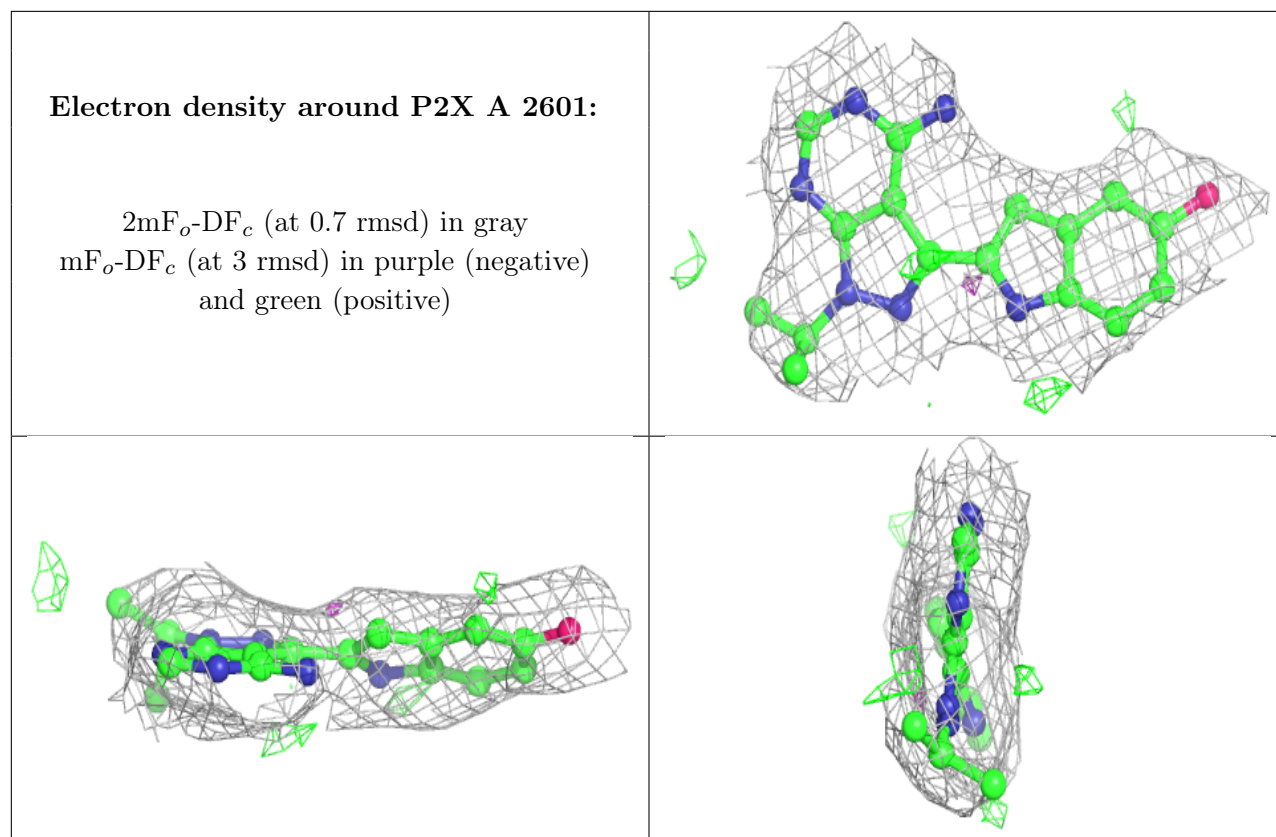 Electron density around P2X A 2601:
2mFₒ-DF𝒸 (at 0.7 rmsd) in gray
mFₒ-DF𝒸 (at 3 rmsd) in purple (negative)
and green (positive)